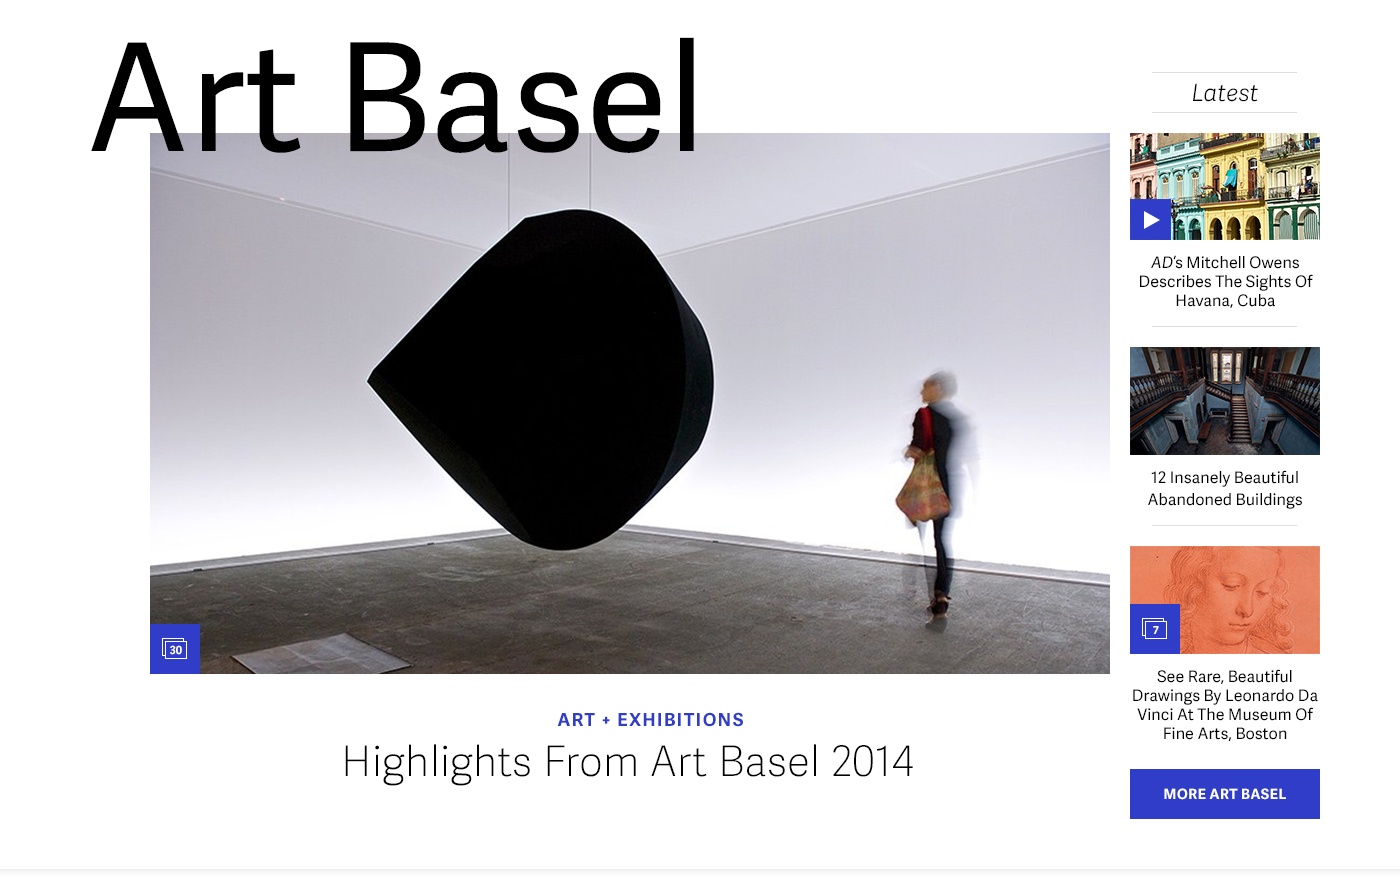 Art Basel
30
ART + EXHIBITIONS
Highlights From Art Basel 2014
Latest
AD's Mitchell Owens
Describes The Sights Of
Havana, Cuba
12 Insanely Beautiful
Abandoned Buildings
7
See Rare, Beautiful
Drawings By Leonardo Da
Vinci At The Museum Of
Fine Arts, Boston
MORE ART BASEL